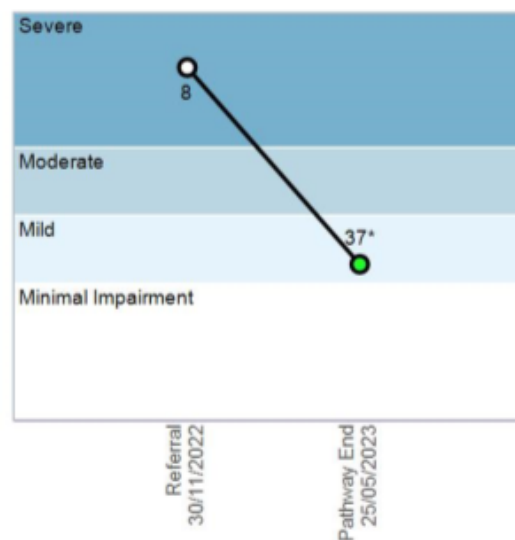 Severe
8
Moderate
Mild
37*
Minimal Impairment
Referral
30/11/2022
Pathway End
25/05/2023